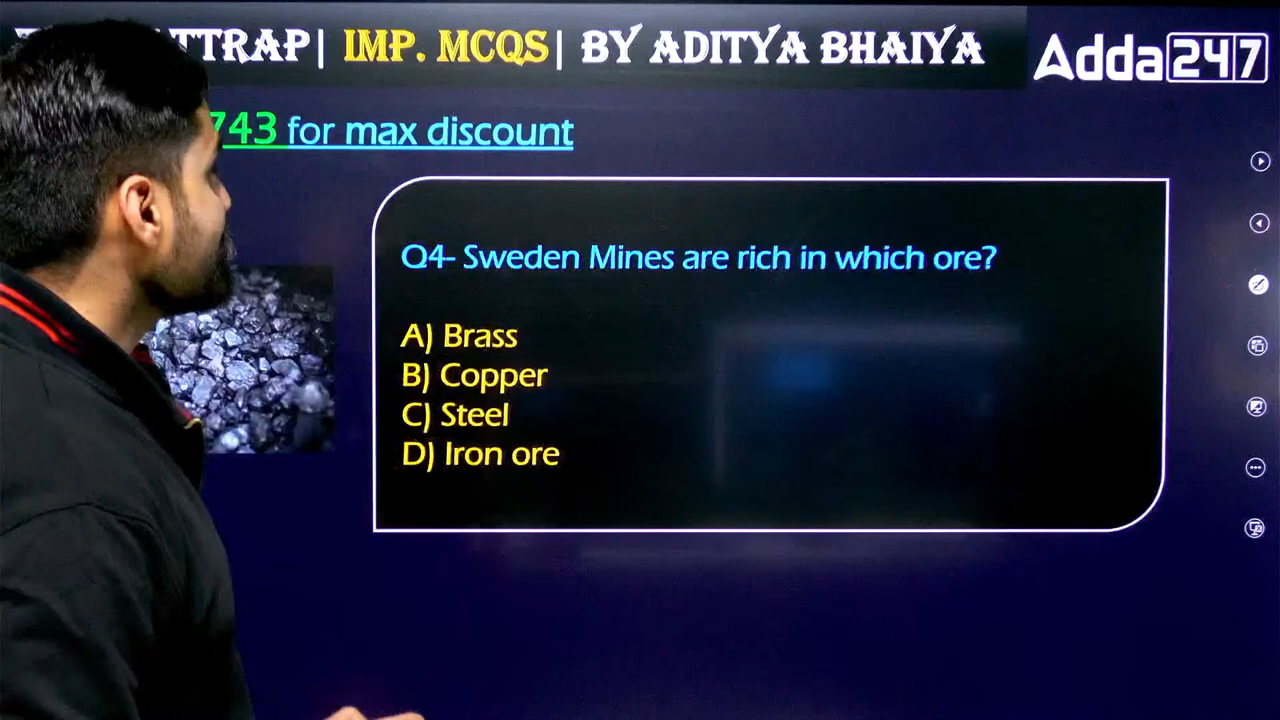 TTRAP| IMP. MCQS| BY ADITYA BHAIYA
Adda247
743 for max discount
Q4- Sweden Mines are rich in which ore?
A) Brass
B) Copper
C) Steel
D) Iron ore